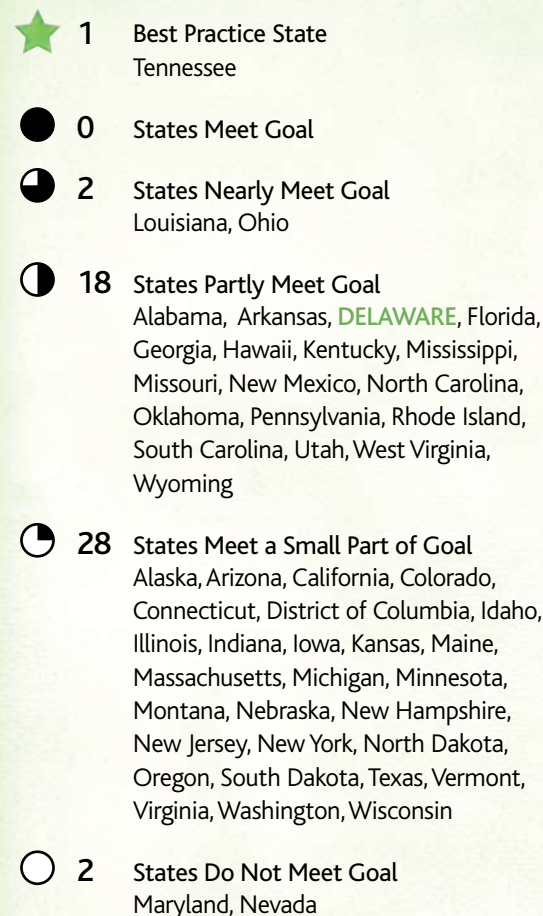 1 Best Practice State
Tennessee
0 States Meet Goal
2 States Nearly Meet Goal
Louisiana, Ohio
18 States Partly Meet Goal
Alabama, Arkansas, DELAWARE, Florida,
Georgia, Hawaii, Kentucky, Mississippi,
Missouri, New Mexico, North Carolina,
Oklahoma, Pennsylvania, Rhode Island,
South Carolina, Utah, West Virginia,
Wyoming
28 States Meet a Small Part of Goal
Alaska, Arizona, California, Colorado,
Connecticut, District of Columbia, Idaho,
Illinois, Indiana, Iowa, Kansas, Maine,
Massachusetts, Michigan, Minnesota,
Montana, Nebraska, New Hampshire,
New Jersey, New York, North Dakota,
Oregon, South Dakota, Texas, Vermont,
Virginia, Washington, Wisconsin
2 States Do Not Meet Goal
Maryland, Nevada